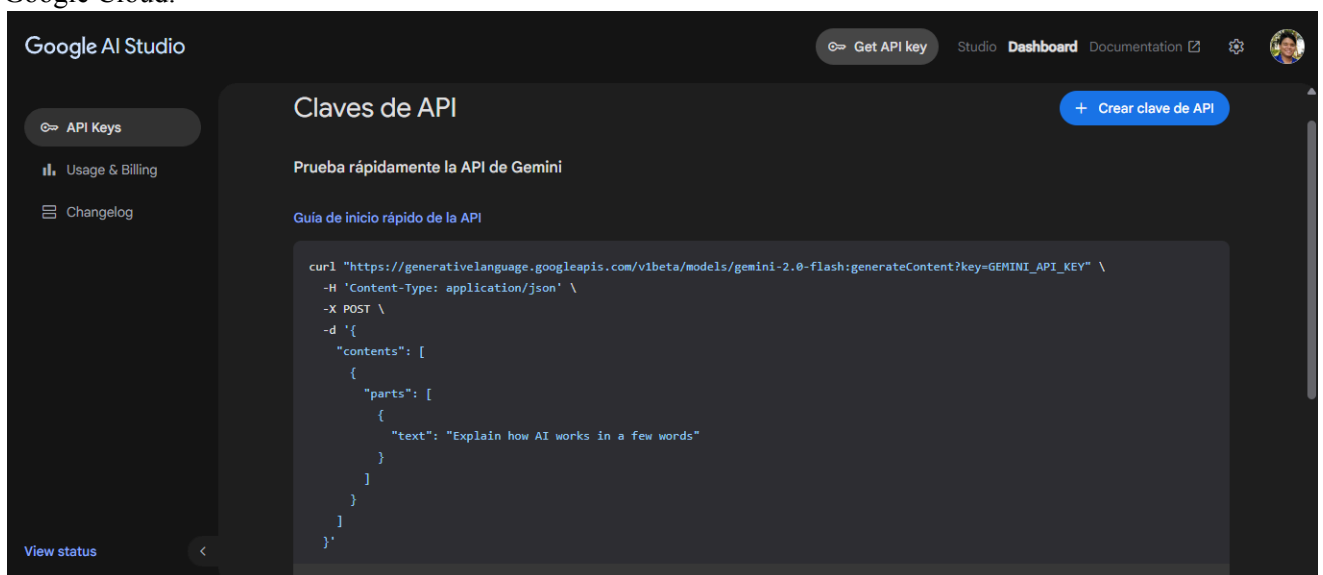 Google Cloud.
Google AI Studio
Get API key
Studio
Dashboard
Documentation
API Keys
Usage & Billing
Changelog
View status
Claves de API
+ Crear clave de API
Prueba rápidamente la API de Gemini
Guía de inicio rápido de la API
curl "https://generativelanguage.googleapis.com/v1beta/models/gemini-2.0-flash:generateContent?key=GEMINI_API_KEY" \
-H 'Content-Type: application/json' \
-X POST \
-d '{
"contents": [
{
"parts": [
{
"text": "Explain how AI works in a few words"
}
]
}
]
}'